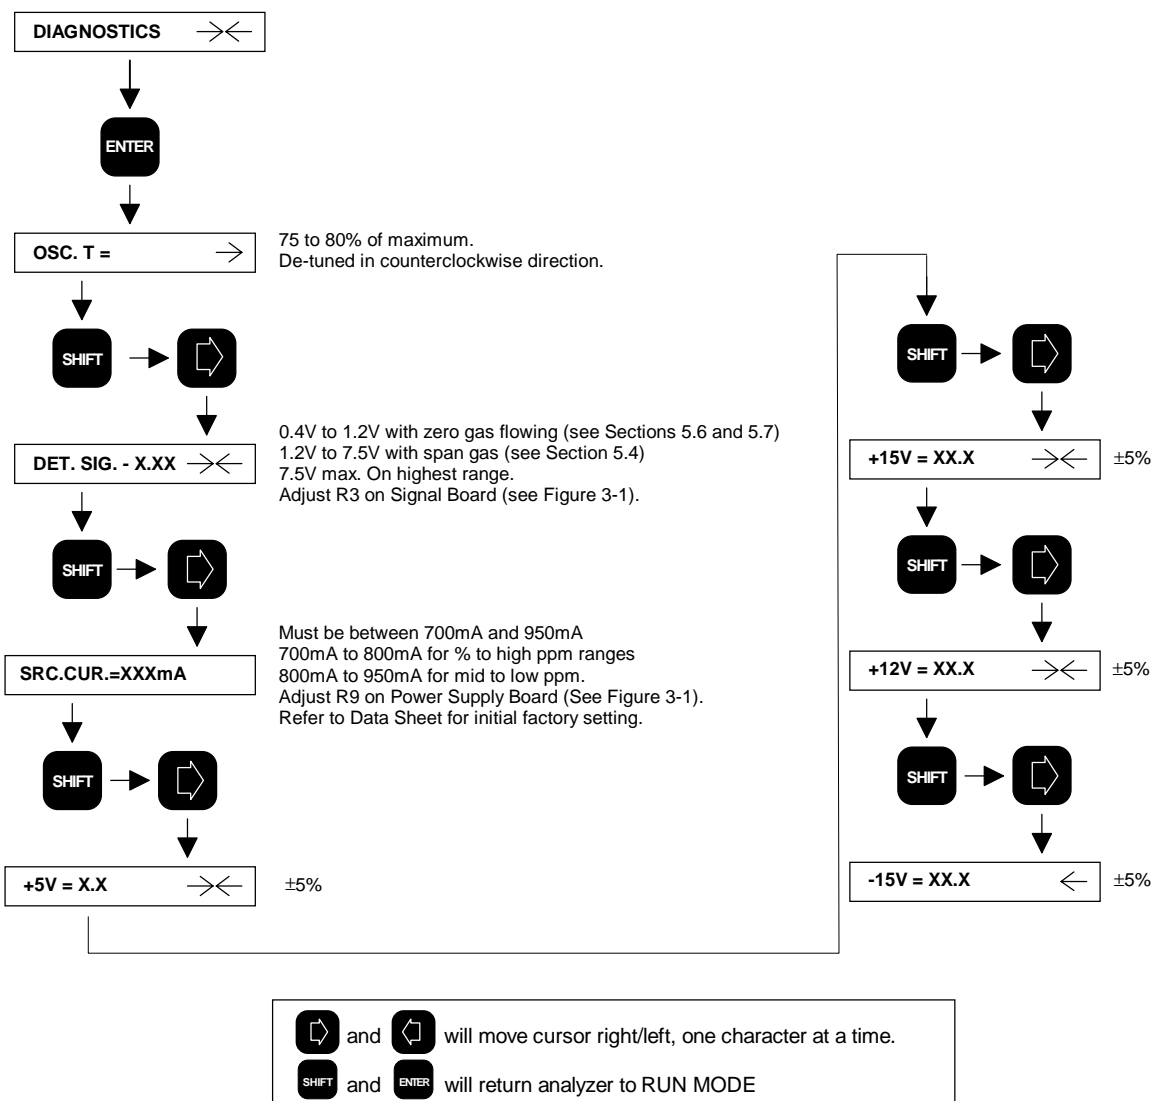 DIAGNOSTICS
ENTER
OSC. T =
75 to 80% of maximum.
De-tuned in counterclockwise direction.
SHIFT
DET. SIG. - X.XX
0.4V to 1.2V with zero gas flowing (see Sections 5.6 and 5.7)
1.2V to 7.5V with span gas (see Section 5.4)
7.5V max. On highest range.
Adjust R3 on Signal Board (see Figure 3-1).
SHIFT
SRC.CUR.=XXXmA
Must be between 700mA and 950mA
700mA to 800mA for % to high ppm ranges
800mA to 950mA for mid to low ppm.
Adjust R9 on Power Supply Board (See Figure 3-1).
Refer to Data Sheet for initial factory setting.
SHIFT
+5V = X.X
±5%
SHIFT
+15V = XX.X
±5%
SHIFT
+12V = XX.X
±5%
SHIFT
-15V = XX.X
±5%
and will move cursor right/left, one character at a time.
SHIFT and ENTER will return analyzer to RUN MODE